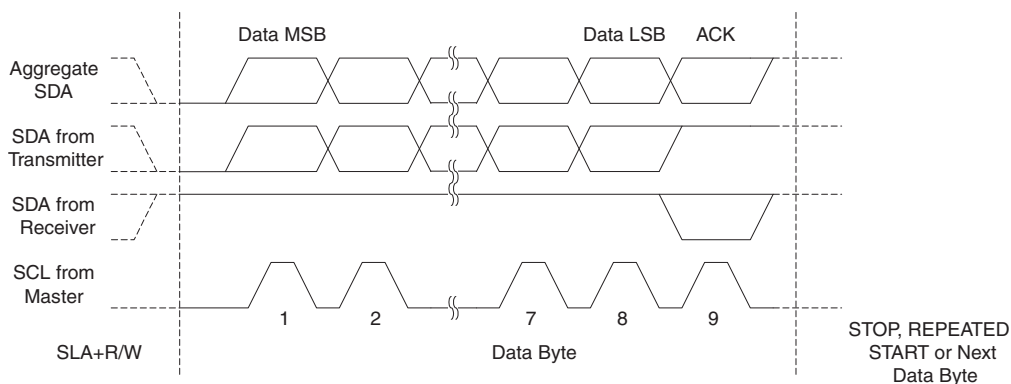 Data MSB
Data LSB
ACK
Aggregate
SDA
SDA from
Transmitter
SDA from
Receiver
SCL from
Master
1
2
7
8
9
SLA+R/W
Data Byte
STOP, REPEATED
START or Next
Data Byte